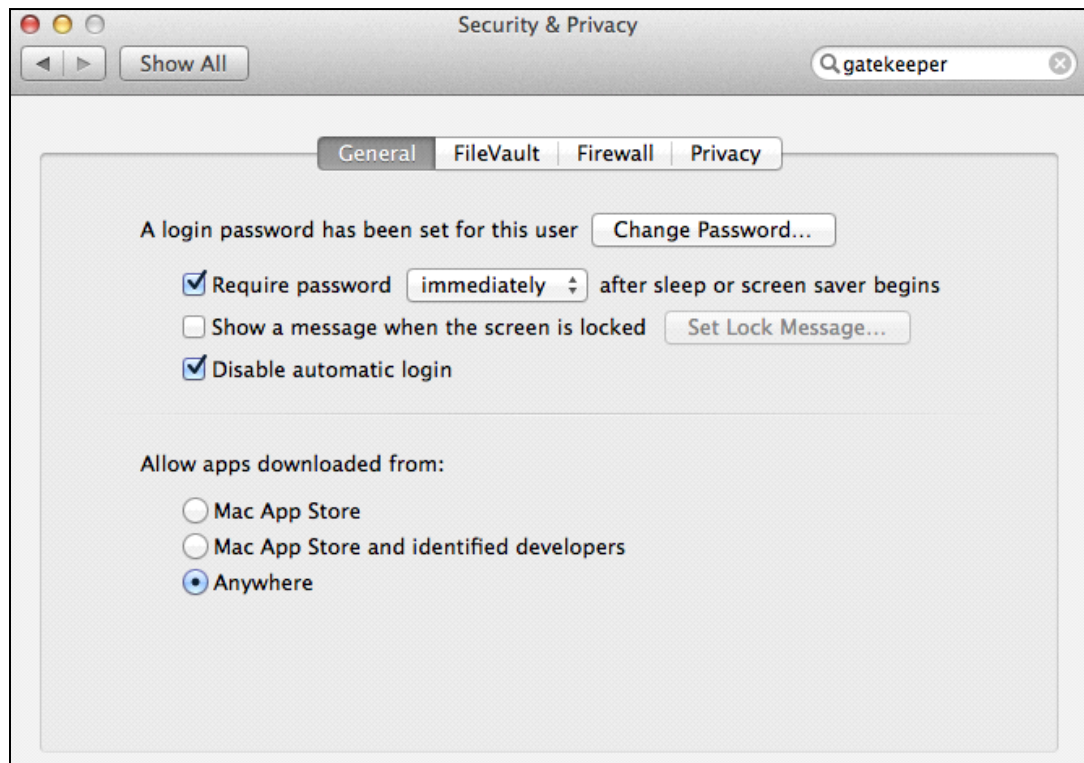 Security & Privacy
Show All
gatekeeper
General FileVault Firewall Privacy
A login password has been set for this user Change Password...
Require password immediately after sleep or screen saver begins
Show a message when the screen is locked Set Lock Message...
Disable automatic login
Allow apps downloaded from:
Mac App Store
Mac App Store and identified developers
Anywhere